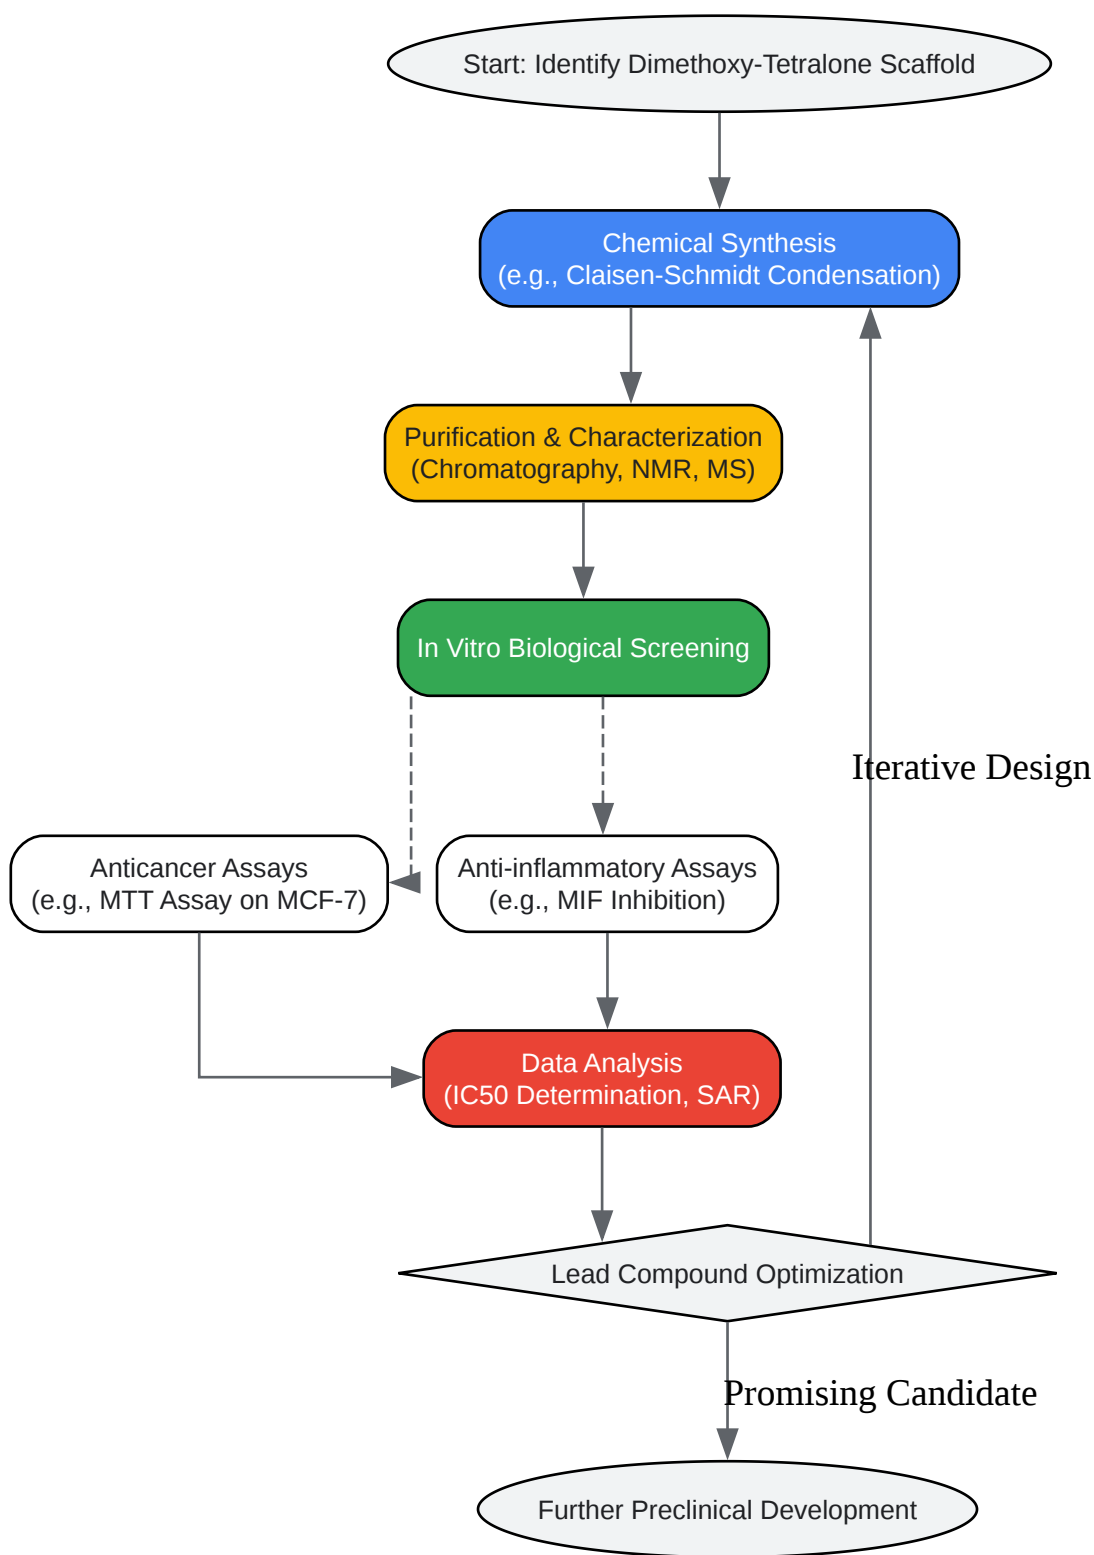 Start: Identify Dimethoxy-Tetralone Scaffold
Chemical Synthesis
(e.g., Claisen-Schmidt Condensation)
Purification & Characterization
(Chromatography, NMR, MS)
In Vitro Biological Screening
Iterative Design
Anticancer Assays
(e.g., MTT Assay on MCF-7)
Anti-inflammatory Assays
(e.g., MIF Inhibition)
Data Analysis
(IC50 Determination, SAR)
Lead Compound Optimization
Promising Candidate
Further Preclinical Development